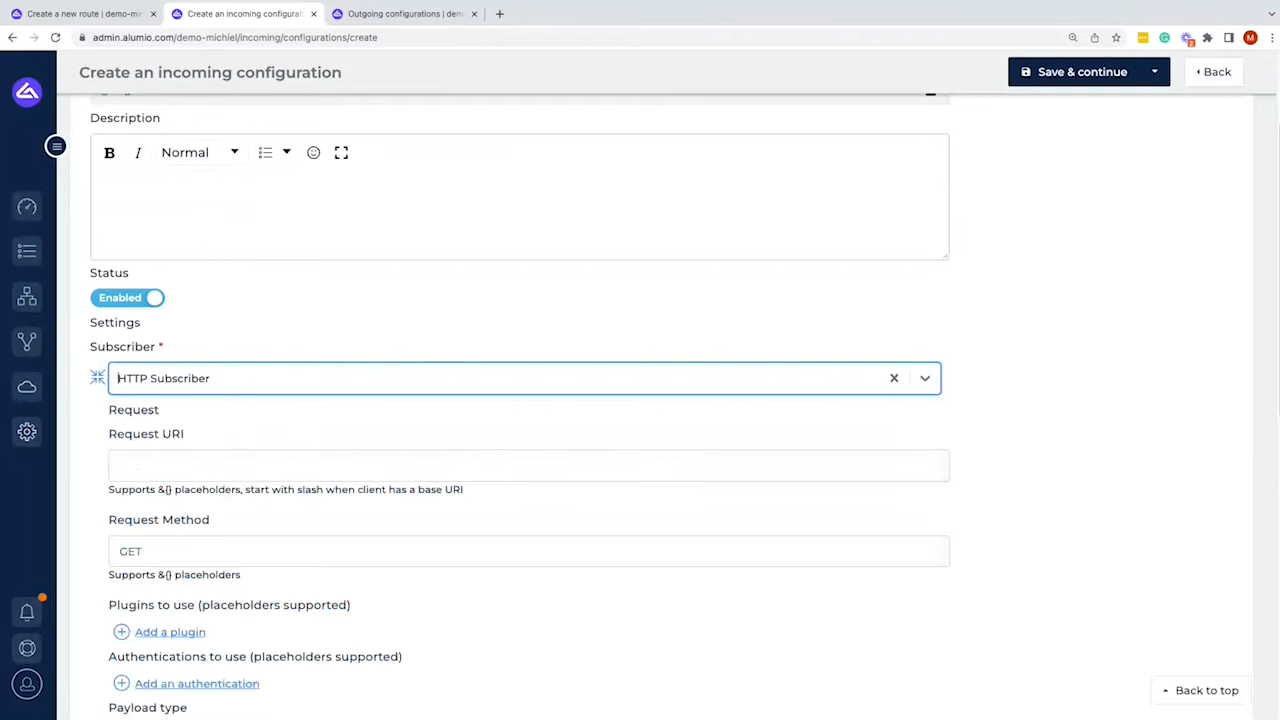 Create a new route | demo-mic
Create an incoming configurat
Outgoing configurations | dem
admin.alumio.com/demo-michiel/incoming/configurations/create
M
2
Create an incoming configuration
Save & continue
Back
Description
B I Normal
Status
Enabled
Settings
Subscriber *
HTTP Subscriber
Request
Request URI
Supports &{} placeholders, start with slash when client has a base URI
Request Method
GET
Supports &{} placeholders
Plugins to use (placeholders supported)
Add a plugin
Authentications to use (placeholders supported)
Add an authentication
Back to top
Payload type